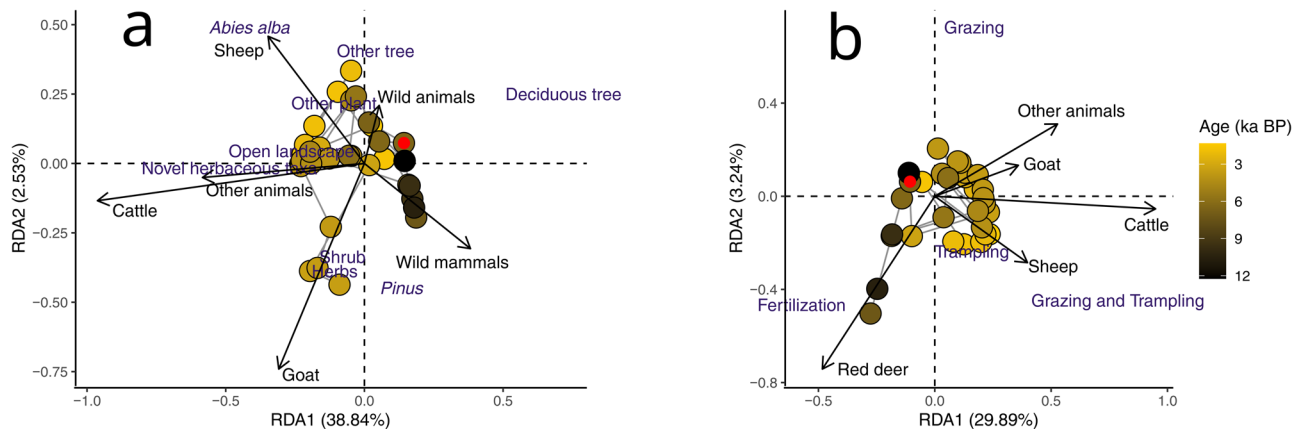 a
b
0.50
0.25
0.00
−0.25
−0.50
−0.75
RDA2 (2.53%)
−1.0
−0.5
0.0
0.5
RDA1 (38.84%)
Abies alba
Sheep
Other tree
Wild animals
Deciduous tree
Other plant
Open landscape
Novel herbaceous taxa
Other animals
Cattle
Wild mammals
Shrub
Herbs
Pinus
Goat
0.4
0.0
−0.4
−0.8
RDA2 (3.24%)
−0.5
0.0
0.5
1.0
RDA1 (29.89%)
Grazing
Other animals
Goat
Cattle
Trampling
Sheep
Fertilization
Grazing and Trampling
Red deer
Age (ka BP)
3
6
9
12